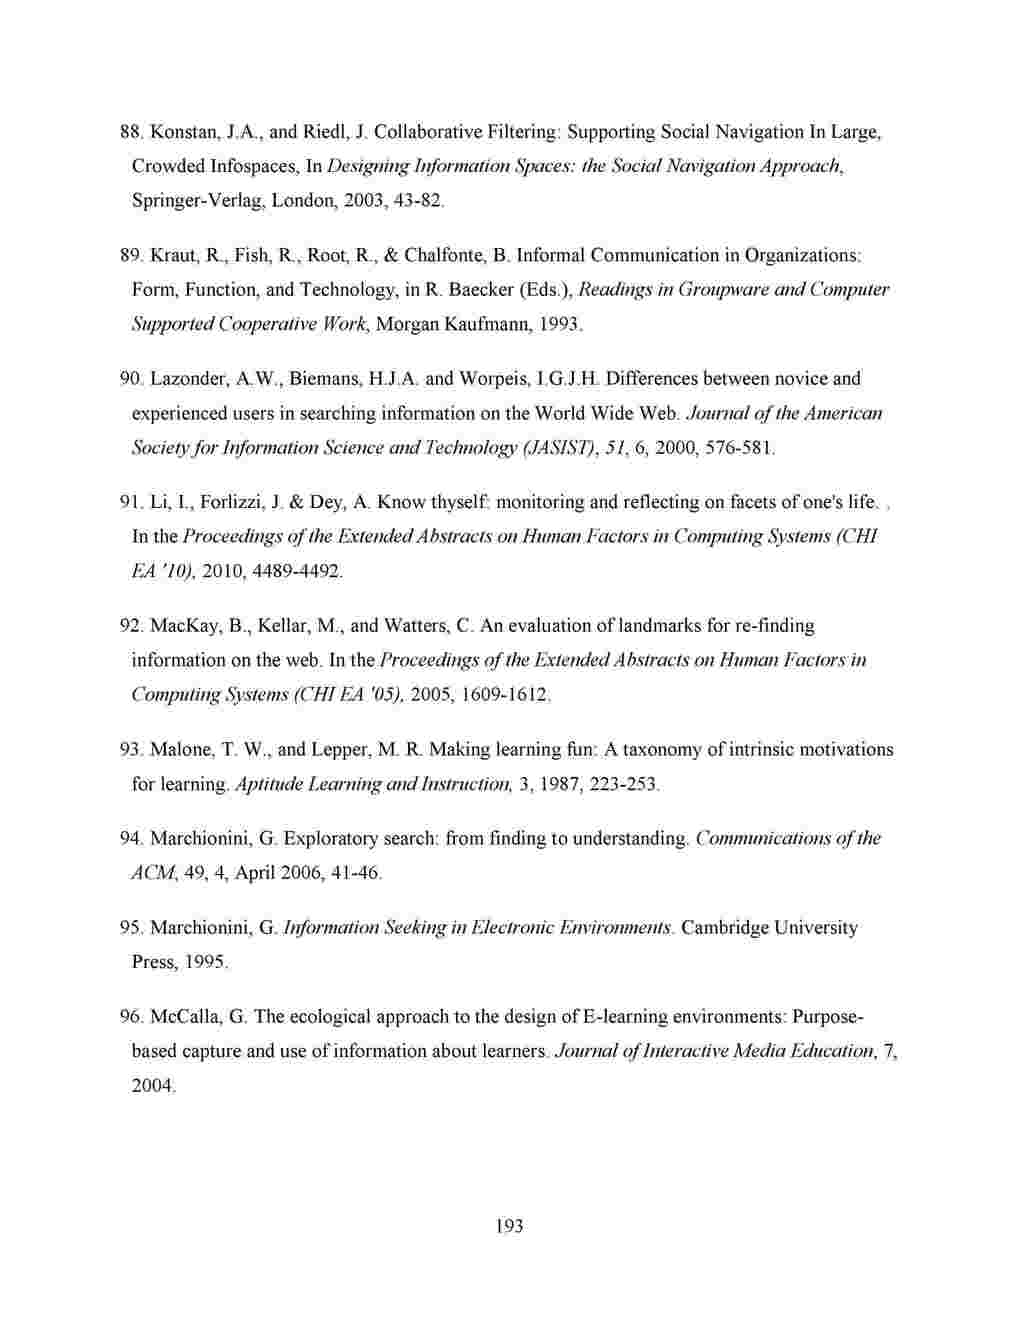 88. Konstan, J.A., and Riedl, J. Collaborative Filtering: Supporting Social Navigation In Large,
Crowded Infospaces, In Designing Information Spaces: the Social Navigation Approach,
Springer-Verlag, London, 2003, 43-82.
89. Kraut, R., Fish, R., Root, R., & Chalfonte, B. Informal Communication in Organizations:
Form, Function, and Technology, in R. Baecker (Eds.), Readings in Groupware and Computer
Supported Cooperative Work, Morgan Kaufmann, 1993.
90. Lazonder, A.W., Biemans, H.J.A. and Worpeis, I.G.J.H. Differences between novice and
experienced users in searching information on the World Wide Web. Journal of the American
Society for Information Science and Technology (JASIST), 51, 6, 2000, 576-581.
91. Li, I., Forlizzi, J. & Dey, A. Know thyself: monitoring and reflecting on facets of one's life. .
In the Proceedings of the Extended Abstracts on Human Factors in Computing Systems (CHI
EA '10), 2010, 4489-4492.
92. MacKay, B., Kellar, M., and Watters, C. An evaluation of landmarks for re-finding
information on the web. In the Proceedings of the Extended Abstracts on Human Factors in
Computing Systems (CHI EA '05), 2005, 1609-1612.
93. Malone, T. W., and Lepper, M. R. Making learning fun: A taxonomy of intrinsic motivations
for learning. Aptitude Learning and Instruction, 3, 1987, 223-253.
94. Marchionini, G. Exploratory search: from finding to understanding. Communications of the
ACM, 49, 4, April 2006, 41-46.
95. Marchionini, G. Information Seeking in Electronic Environments. Cambridge University
Press, 1995.
96. McCalla, G. The ecological approach to the design of E-learning environments: Purpose-
based capture and use of information about learners. Journal of Interactive Media Education, 7,
2004.
193